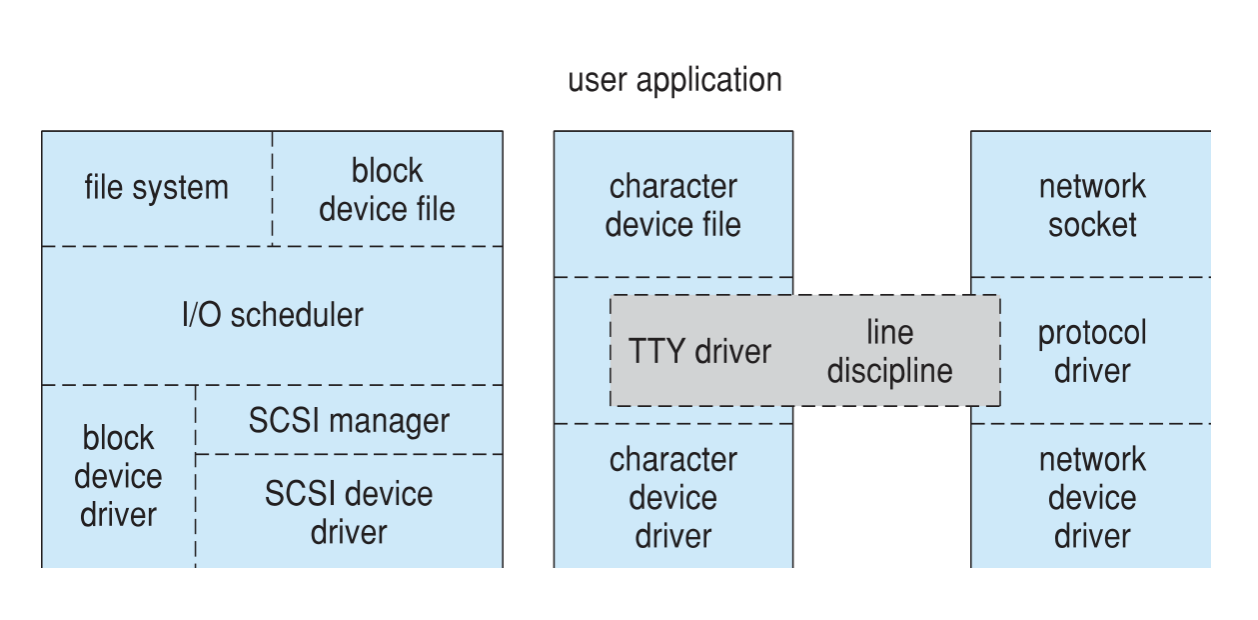 user application
file system
block
device file
I/O scheduler
block
device
driver
SCSI manager
SCSI device
driver
character
device file
TTY driver
line
discipline
character
device
driver
network
socket
protocol
driver
network
device
driver